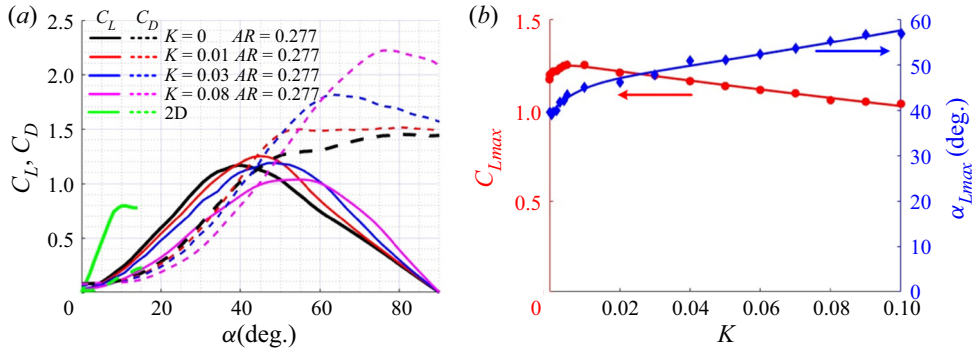 (a)
2.5
2.0
1.5
1.0
0.5
0
20
40
60
80
α(deg.)
C_L, C_D
C_L C_D
K = 0 AR = 0.277
K = 0.01 AR = 0.277
K = 0.03 AR = 0.277
K = 0.08 AR = 0.277
2D
(b)
1.5
1.0
0
C_Lmax
0
0.02
0.04
0.06
0.08
0.10
K
60
50
40
30
20
10
0
α_Lmax (deg.)